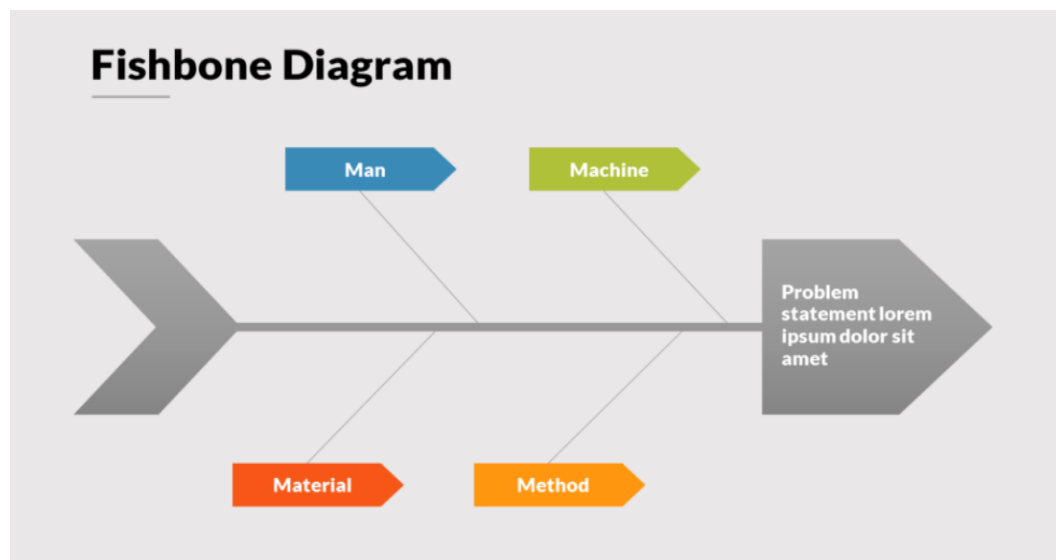 Fishbone Diagram
Man
Machine
Problem
statement lorem
ipsum dolor sit
amet
Material
Method